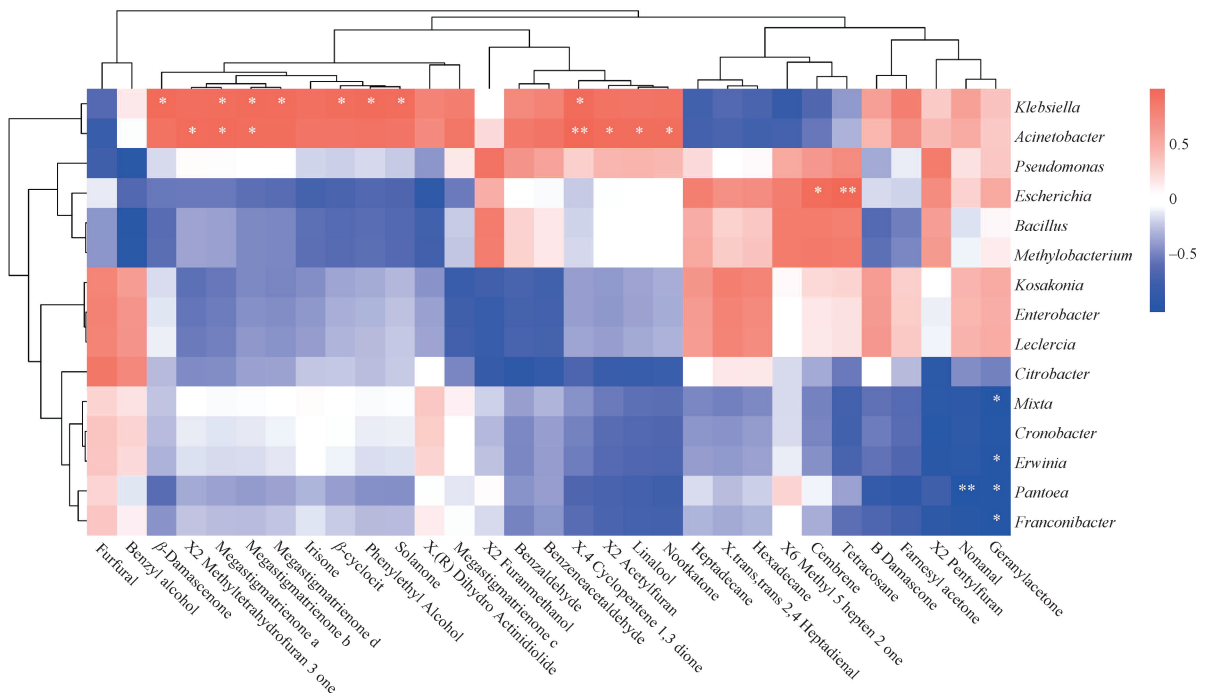 * * * * * * * *
Klebsiella
* * * ** * * *
Acinetobacter
Pseudomonas
* **
Escherichia
Bacillus
Methylobacterium
Kosakonia
Enterobacter
Leclercia
Citrobacter
*
Mixta
Cronobacter
*
Erwinia
** *
Pantoea
*
Franconibacter
0.5
0
−0.5
Furfural
Benzyl alcohol
β-Damascenone
X2 Methyltetrahydrofuran 3 one
Megastigmatrienone a
Megastigmatrienone b
Megastigmatrienone d
Irisone
β-cyclocit
Phenylethyl Alcohol
Solanone
X.(R) Dihydro Actinidiolide
Megastigmatrienone c
X2 Furanmethanol
Benzaldehyde
Benzeneacetaldehyde
X.4 Cyclopentene 1,3 dione
X2 Acetylfuran
Linalool
Nootkatone
Heptadecane
X.trans,trans 2,4 Heptadienal
Hexadecane
X6 Methyl 5 hepten 2 one
Cembrene
Tetracosane
B Damascone
Farnesyl acetone
X2 Pentylfuran
Nonanal
Geranylacetone